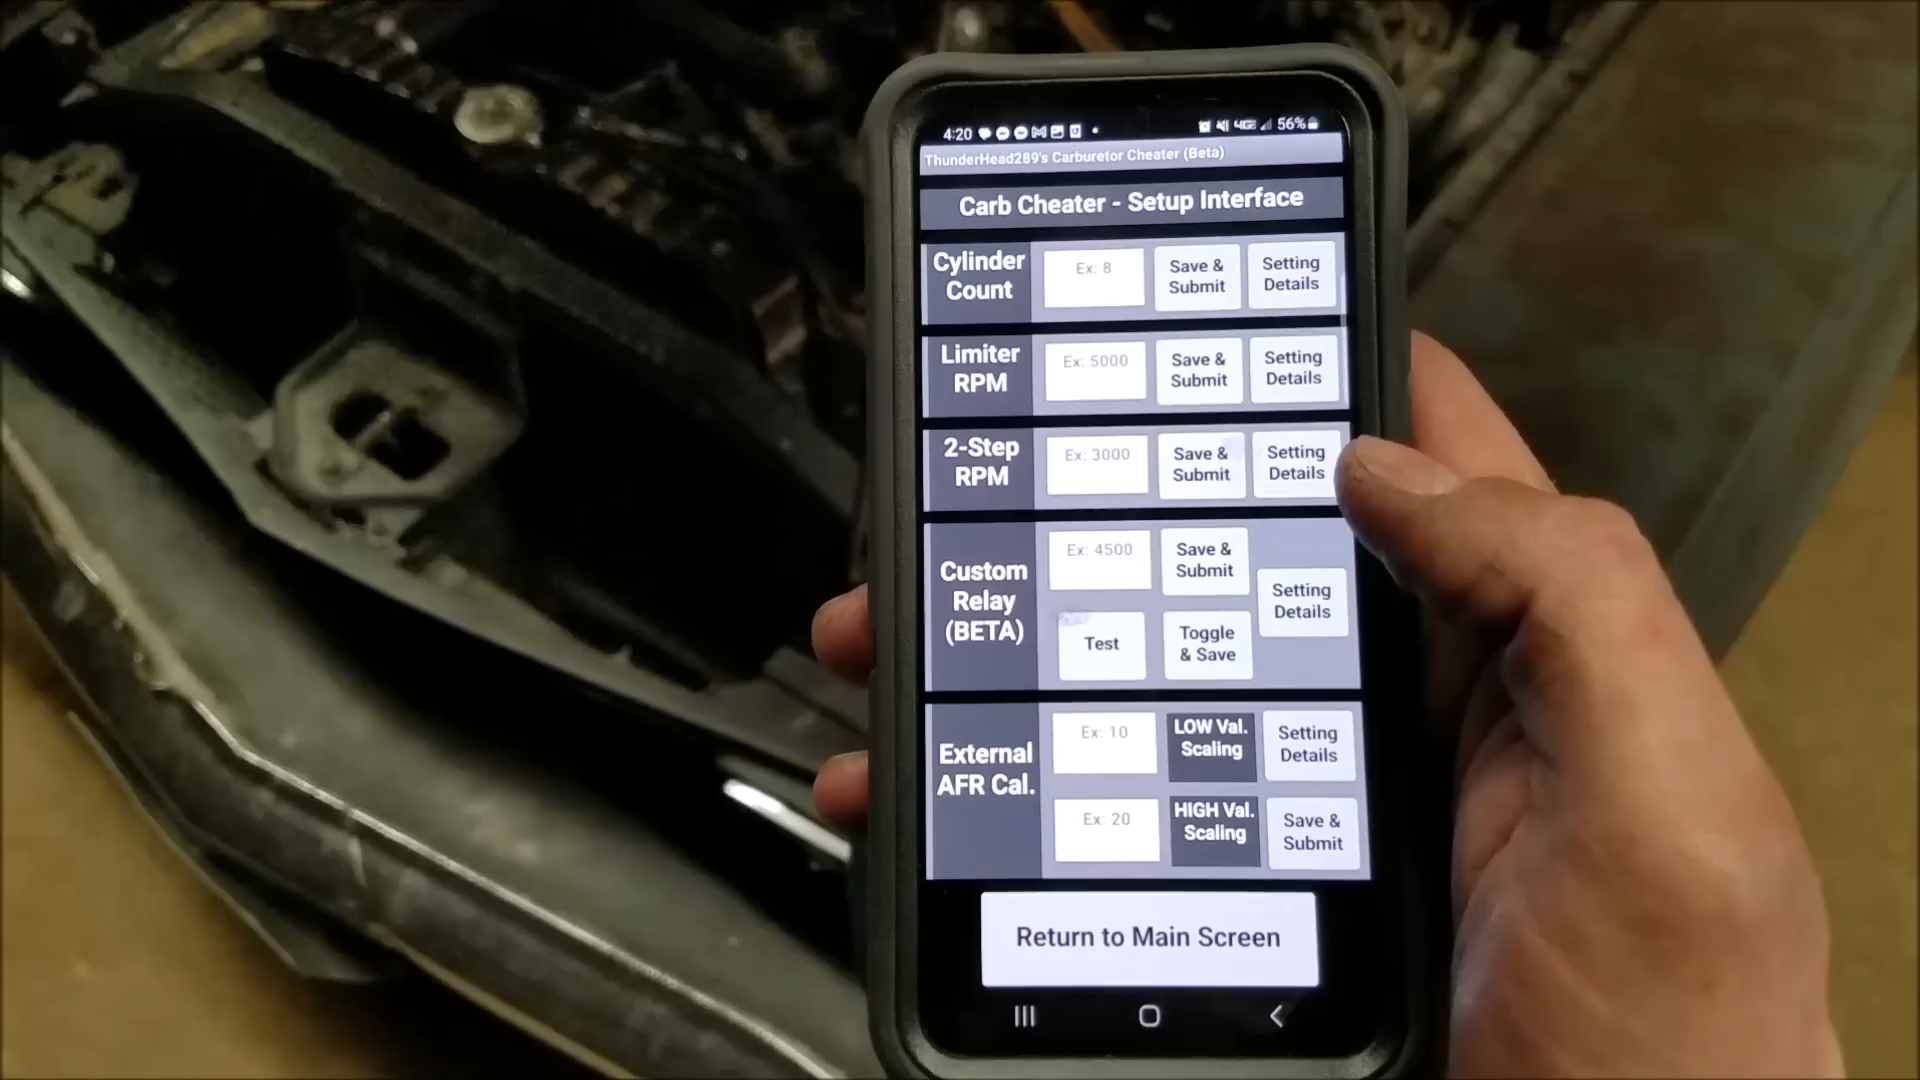 4:20 56%
ThunderHead289's Carburetor Cheater (Beta)
Carb Cheater - Setup Interface
Cylinder
Count
Ex: 8
Save &
Submit
Setting
Details
Limiter
RPM
Ex: 5000
Save &
Submit
Setting
Details
2-Step
RPM
Ex: 3000
Save &
Submit
Setting
Details
Custom
Relay
(BETA)
Ex: 4500
Save &
Submit
Test
Toggle
& Save
Setting
Details
External
AFR Cal.
Ex: 10
LOW Val.
Scaling
Setting
Details
Ex: 20
HIGH Val.
Scaling
Save &
Submit
Return to Main Screen